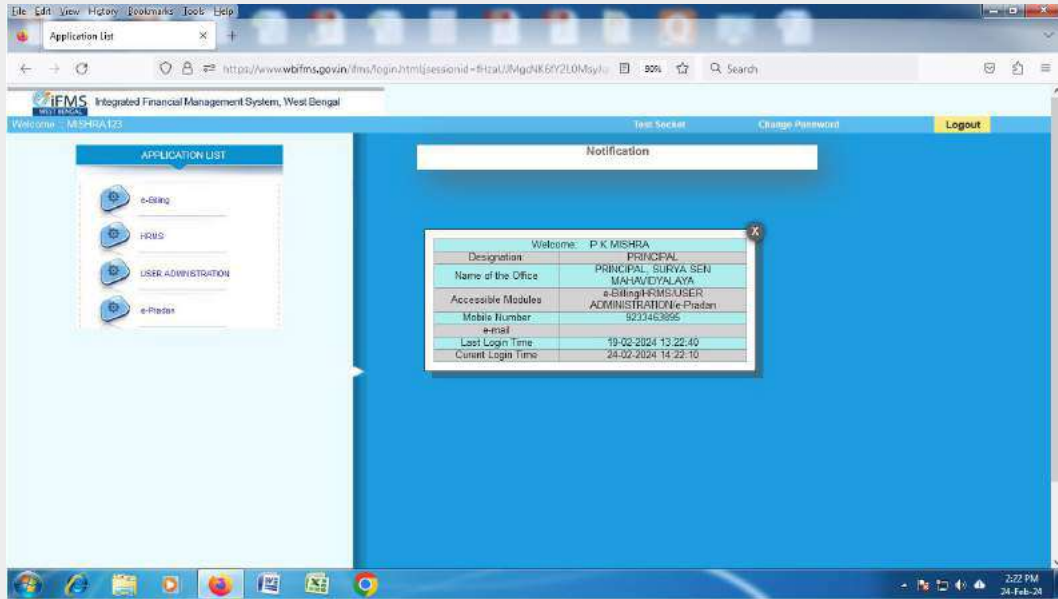 File Edit View History Bookmarks Tools Help
Application List × +
https://www.wbifms.gov.in/ifms/login.html 90% Search
iFMS Integrated Financial Management System, West Bengal
WEST BENGAL
Welcome : MISHRA123 Test Socket Change Password Logout
APPLICATION LIST
e-Billing
HRMS
USER ADMINISTRATION
e-Pradan
Notification
X
Welcome: P K MISHRA
Designation: PRINCIPAL
Name of the Office PRINCIPAL, SURYA SEN
MAHAVIDYALAYA
Accessible Modules e-Billing/HRMS/USER
ADMINISTRATION/e-Pradan
Mobile Number 9233463895
e-mail
Last Login Time 19-02-2024 13:22:40
Curent Login Time 24-02-2024 14:22:10
2:22 PM
24-Feb-24